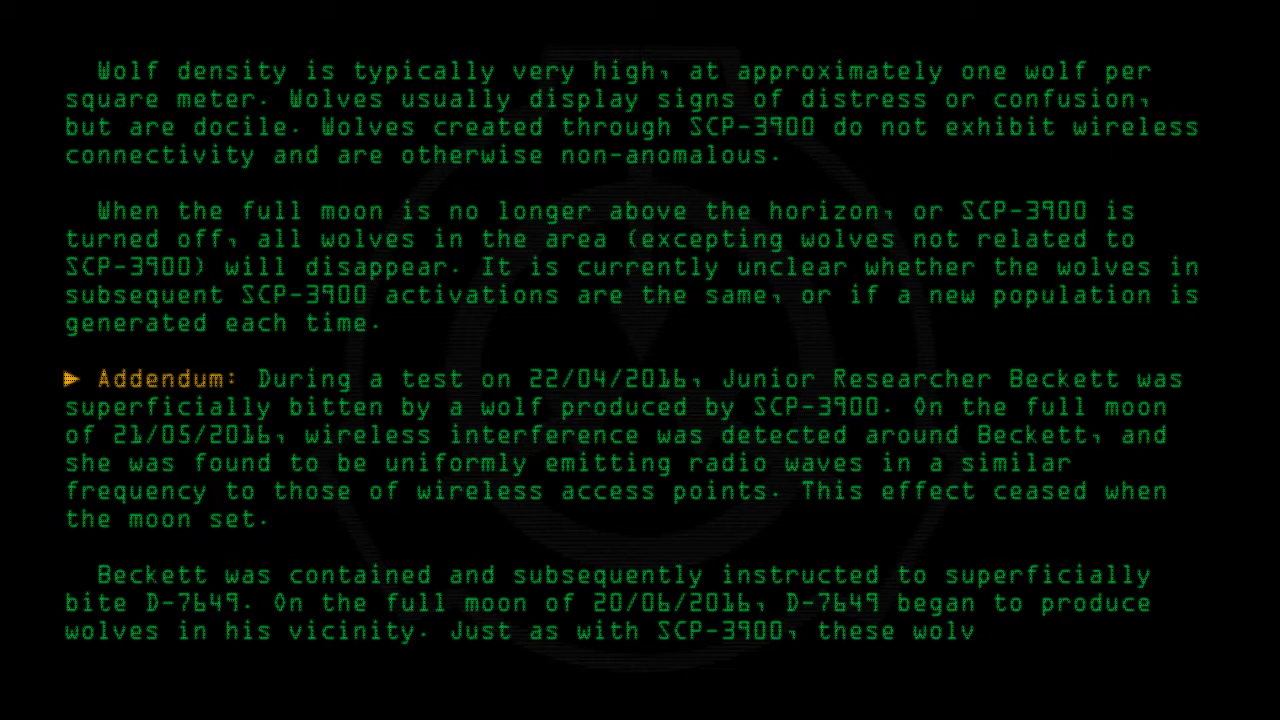 Wolf density is typically very high, at approximately one wolf per
square meter. Wolves usually display signs of distress or confusion,
but are docile. Wolves created through SCP-3900 do not exhibit wireless
connectivity and are otherwise non-anomalous.
When the full moon is no longer above the horizon, or SCP-3900 is
turned off, all wolves in the area (excepting wolves not related to
SCP-3900) will disappear. It is currently unclear whether the wolves in
subsequent SCP-3900 activations are the same, or if a new population is
generated each time.
► Addendum: During a test on 22/04/2016, Junior Researcher Beckett was
superficially bitten by a wolf produced by SCP-3900. On the full moon
of 21/05/2016, wireless interference was detected around Beckett, and
she was found to be uniformly emitting radio waves in a similar
frequency to those of wireless access points. This effect ceased when
the moon set.
Beckett was contained and subsequently instructed to superficially
bite D-7649. On the full moon of 20/06/2016, D-7649 began to produce
wolves in his vicinity. Just as with SCP-3900, these wolv